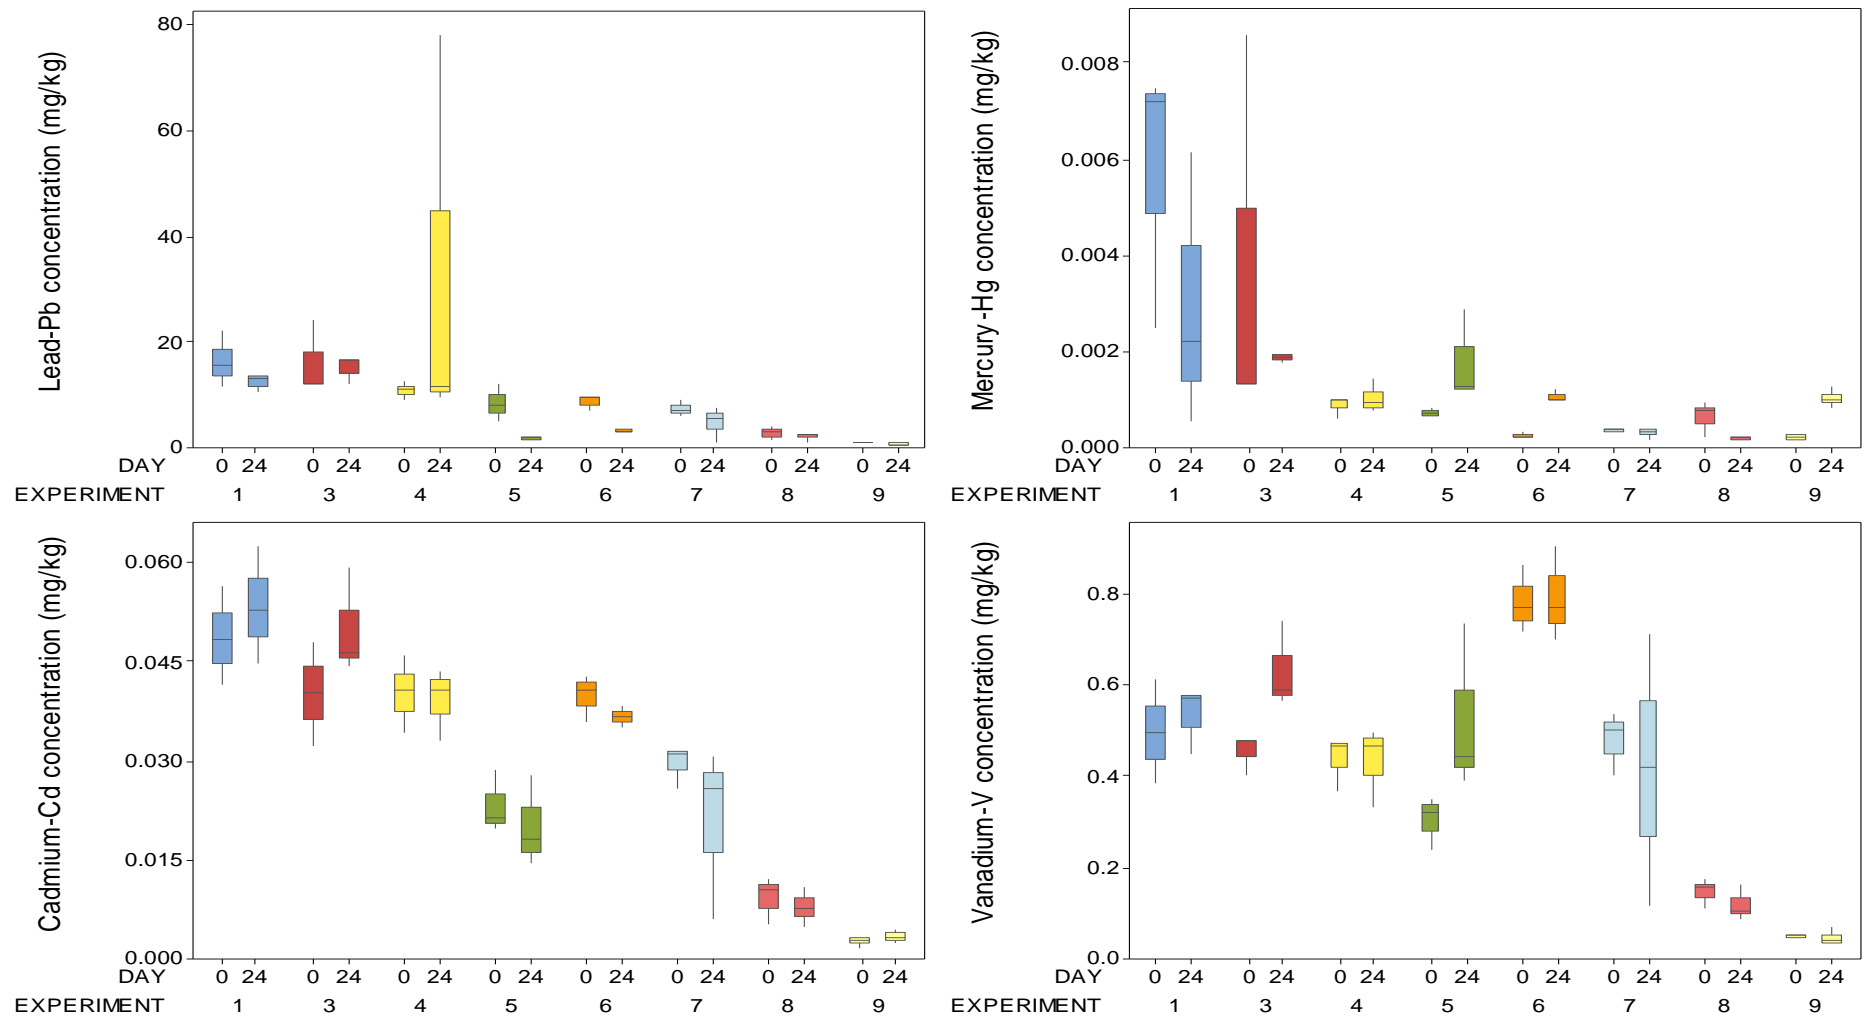 Lead-Pb concentration (mg/kg)
80
60
40
20
0
DAY 0 24 0 24 0 24 0 24 0 24 0 24 0 24 0 24
EXPERIMENT 1 3 4 5 6 7 8 9
Mercury-Hg concentration (mg/kg)
0.008
0.006
0.004
0.002
0.000
DAY 0 24 0 24 0 24 0 24 0 24 0 24 0 24 0 24
EXPERIMENT 1 3 4 5 6 7 8 9
Cadmium-Cd concentration (mg/kg)
0.060
0.045
0.030
0.015
0.000
DAY 0 24 0 24 0 24 0 24 0 24 0 24 0 24 0 24
EXPERIMENT 1 3 4 5 6 7 8 9
Vanadium-V concentration (mg/kg)
0.8
0.6
0.4
0.2
0.0
DAY 0 24 0 24 0 24 0 24 0 24 0 24 0 24 0 24
EXPERIMENT 1 3 4 5 6 7 8 9